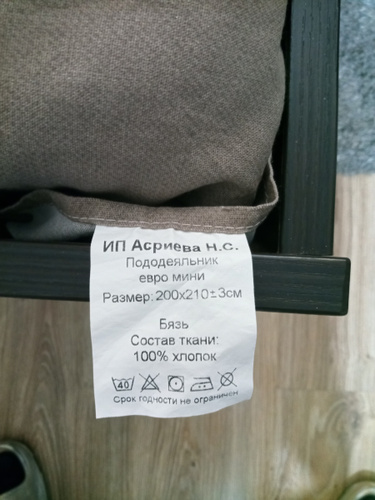 ИП Асриева Н.С.
Пододеяльник
евро мини
Размер: 200х210±3см
Бязь
Состав ткани:
100% хлопок
40
Срок годности не ограничен